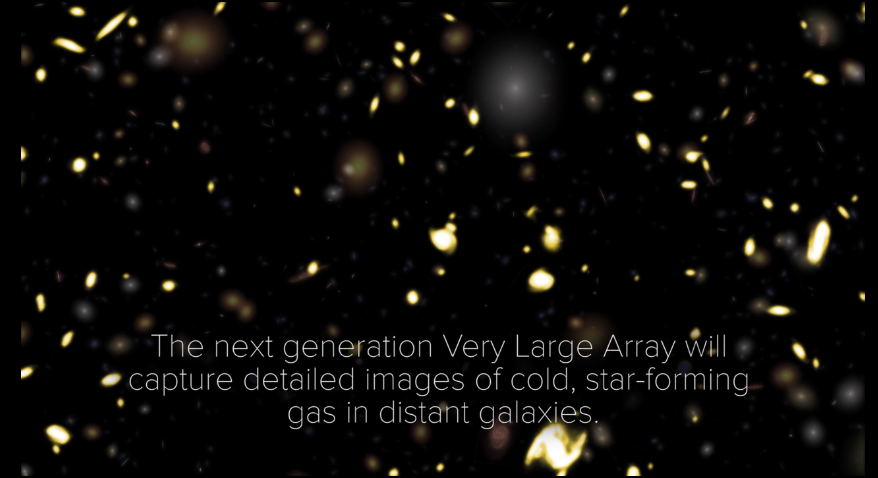 The next generation Very Large Array will
capture detailed images of cold, star-forming
gas in distant galaxies.